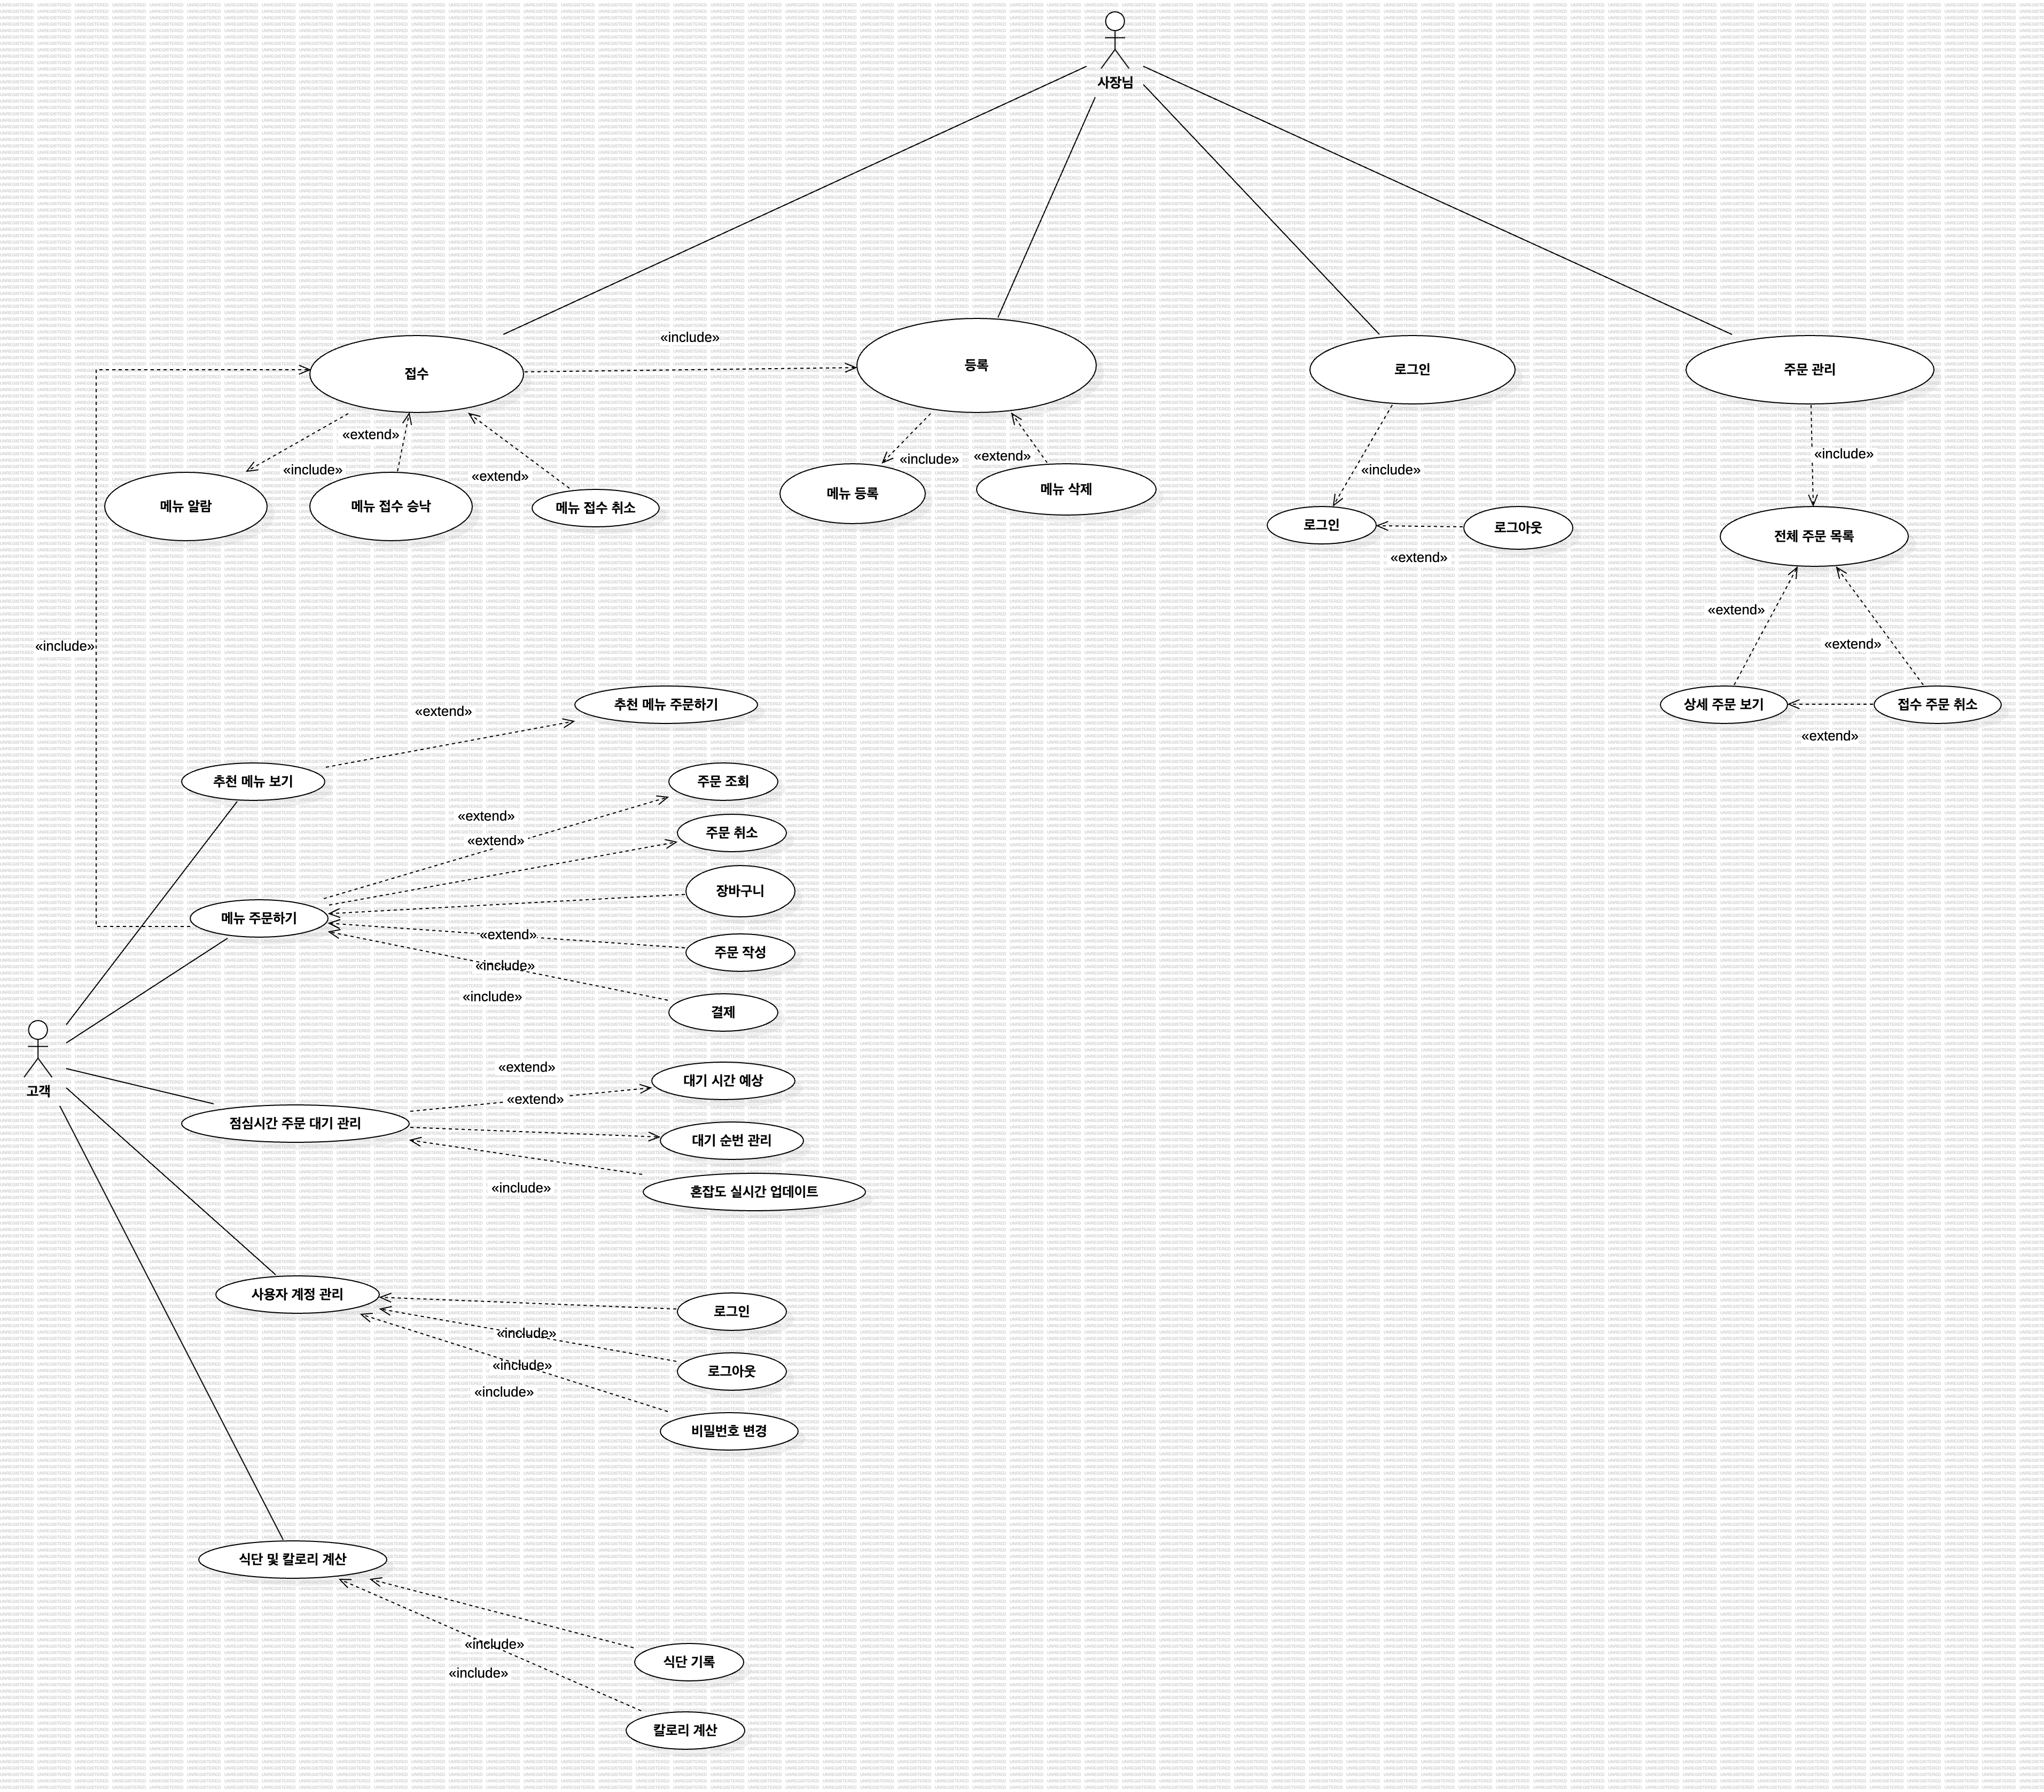 사장님
«include»
접수
등록
로그인
주문 관리
«extend»
«include»
«extend»
«include»
«extend»
«include»
«include»
메뉴 알람
메뉴 접수 승낙
메뉴 접수 취소
메뉴 등록
메뉴 삭제
로그인
로그아웃
전체 주문 목록
«extend»
«extend»
«extend»
«include»
상세 주문 보기
접수 주문 취소
«extend»
추천 메뉴 주문하기
«extend»
추천 메뉴 보기
주문 조회
«extend»
주문 취소
«extend»
장바구니
메뉴 주문하기
«extend»
주문 작성
«include»
«include»
결제
고객
«extend»
대기 시간 예상
«extend»
점심시간 주문 대기 관리
대기 순번 관리
«include»
혼잡도 실시간 업데이트
사용자 계정 관리
로그인
«include»
«include»
로그아웃
«include»
비밀번호 변경
식단 및 칼로리 계산
«include»
식단 기록
«include»
칼로리 계산